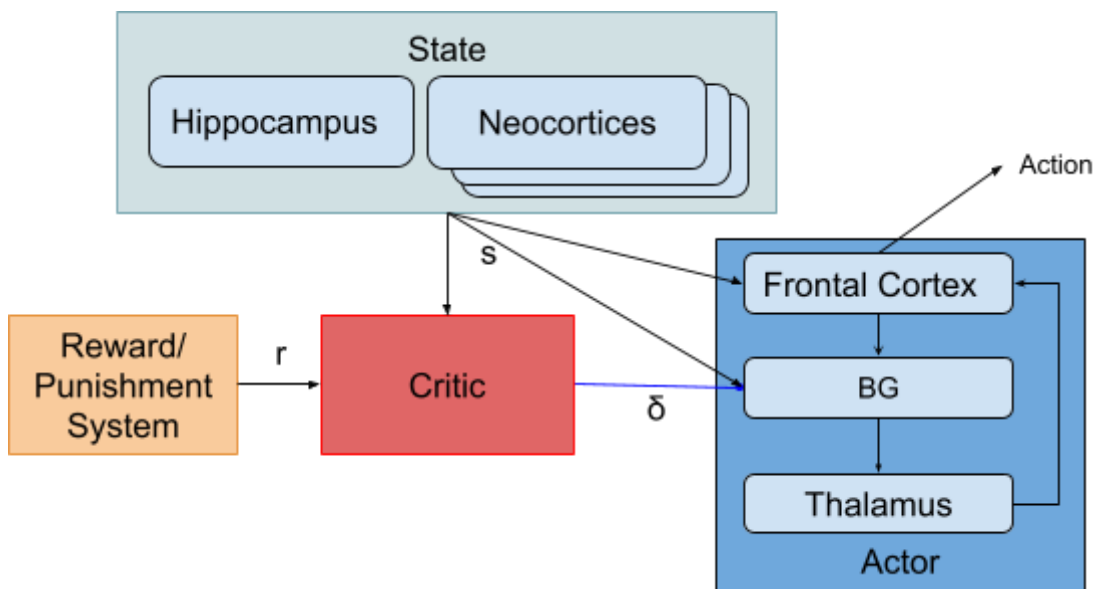 State
Hippocampus
Neocortices
Action
s
Frontal Cortex
Reward/
Punishment
System
r
Critic
δ
BG
Thalamus
Actor